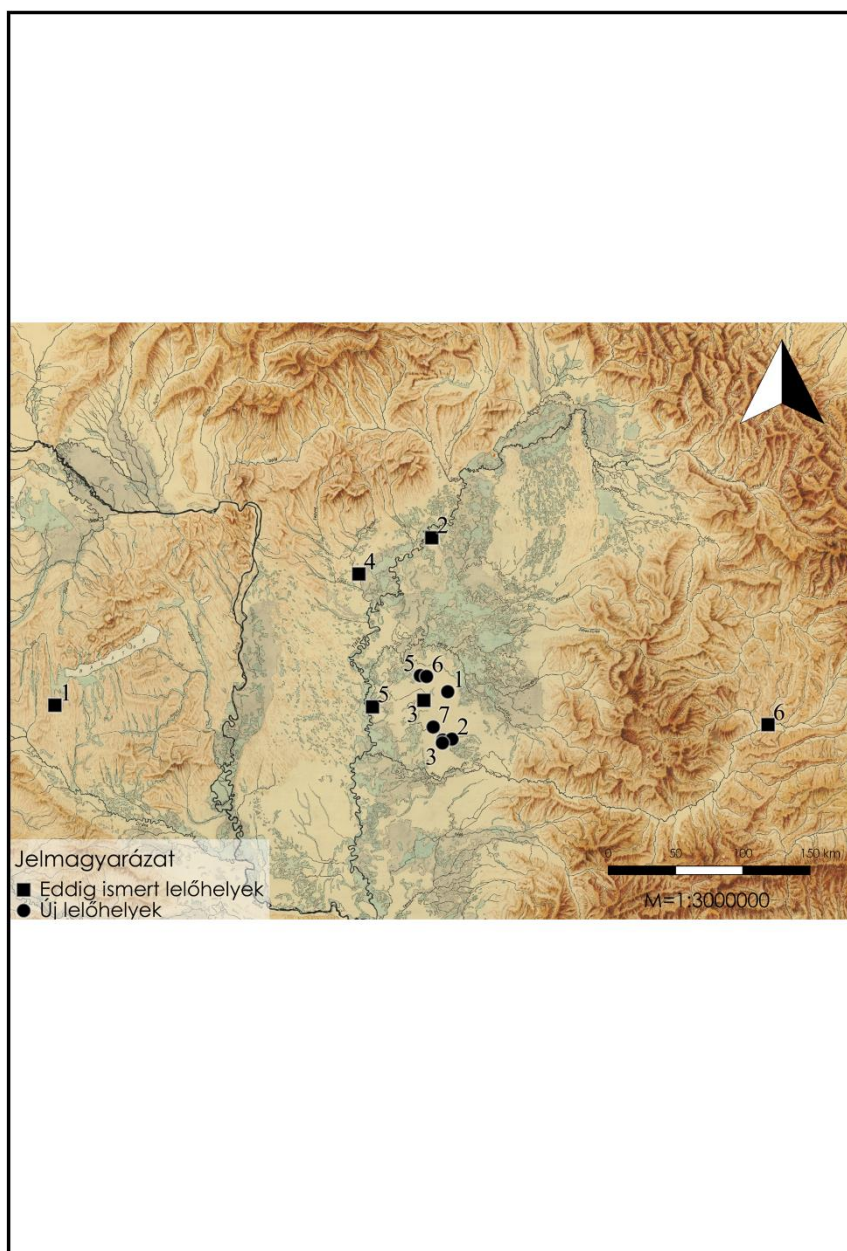 2
4
5
6
1
1
5
3
7
6
2
3
Jelmagyarázat
■ Eddig ismert lelőhelyek
● Új lelőhelyek
0 50 100 150 km
M=1:3000000